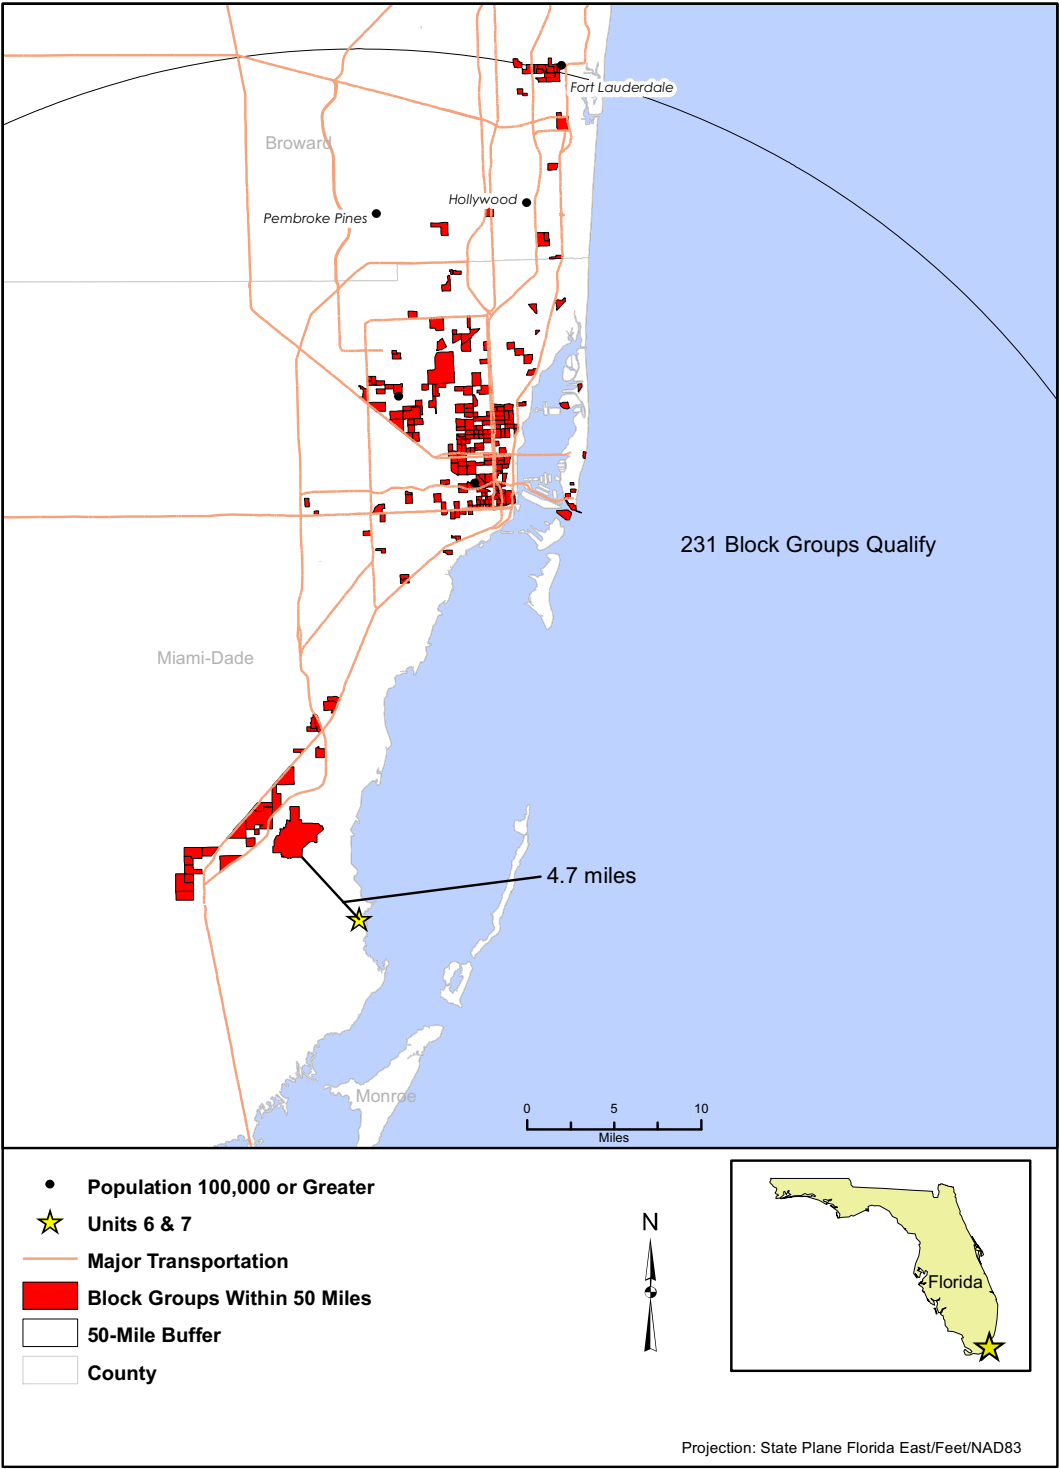 Fort Lauderdale
Broward
Hollywood
Pembroke Pines
231 Block Groups Qualify
Miami-Dade
4.7 miles
Monroe
0 5 10
Miles
Population 100,000 or Greater
Units 6 & 7
Major Transportation
Block Groups Within 50 Miles
50-Mile Buffer
County
N
Florida
Projection: State Plane Florida East/Feet/NAD83